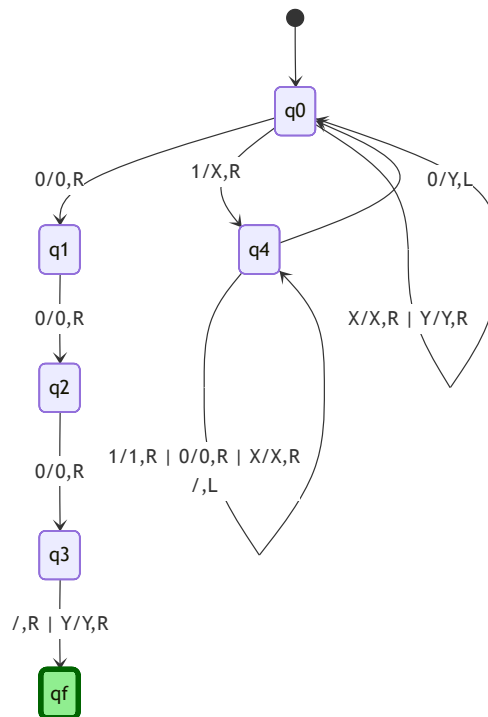 q0
0/0,R
1/X,R
0/Y,L
q1
q4
0/0,R
X/X,R | Y/Y,R
q2
1/1,R | 0/0,R | X/X,R
/,L
0/0,R
q3
/,R | Y/Y,R
qf